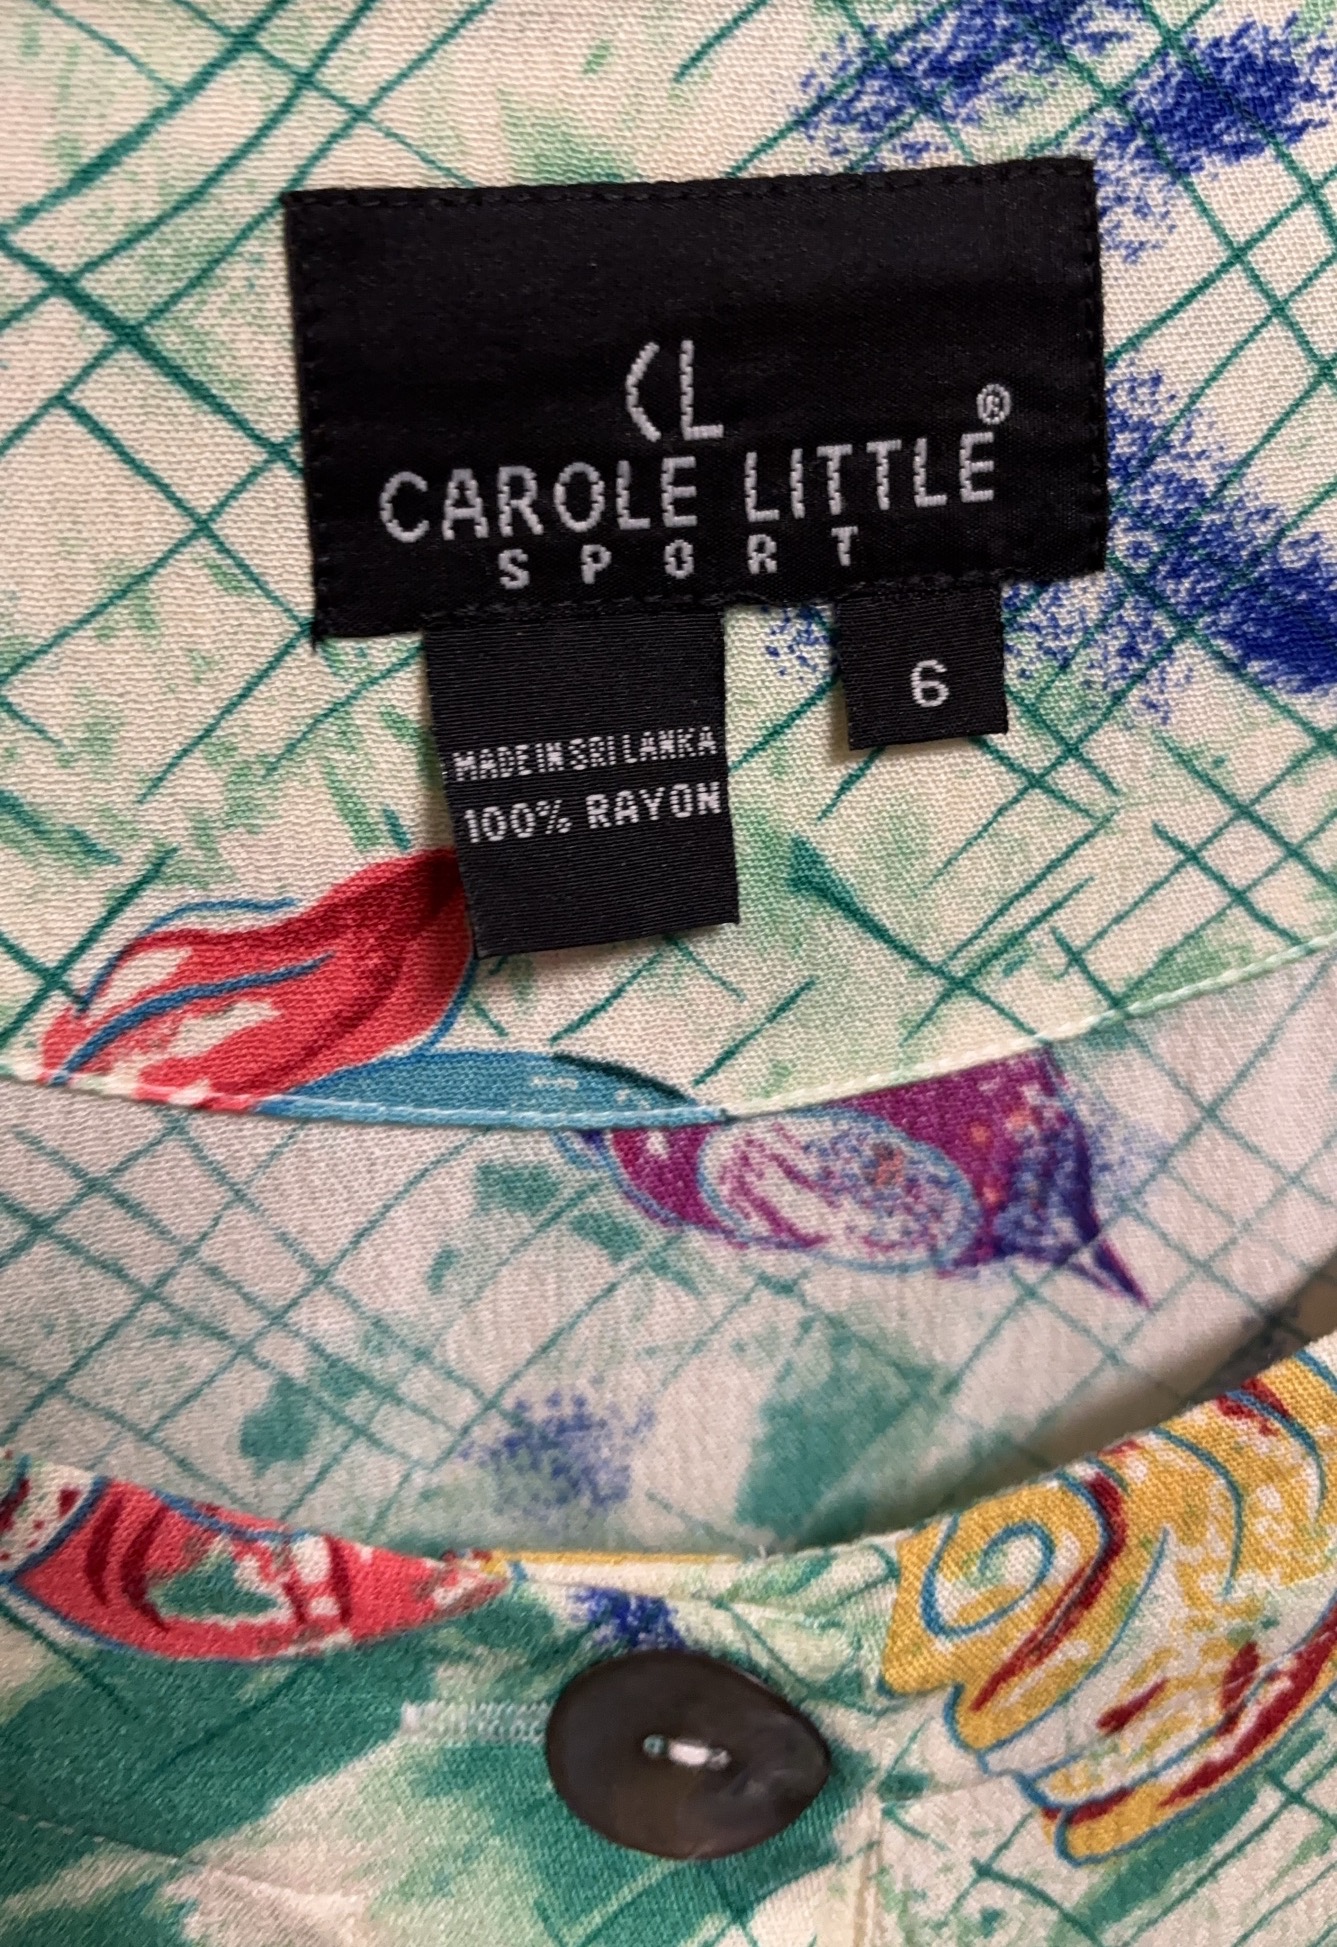 CL
CAROLE LITTLE®
SPORT
6
MADE IN SRI LANKA
100% RAYON